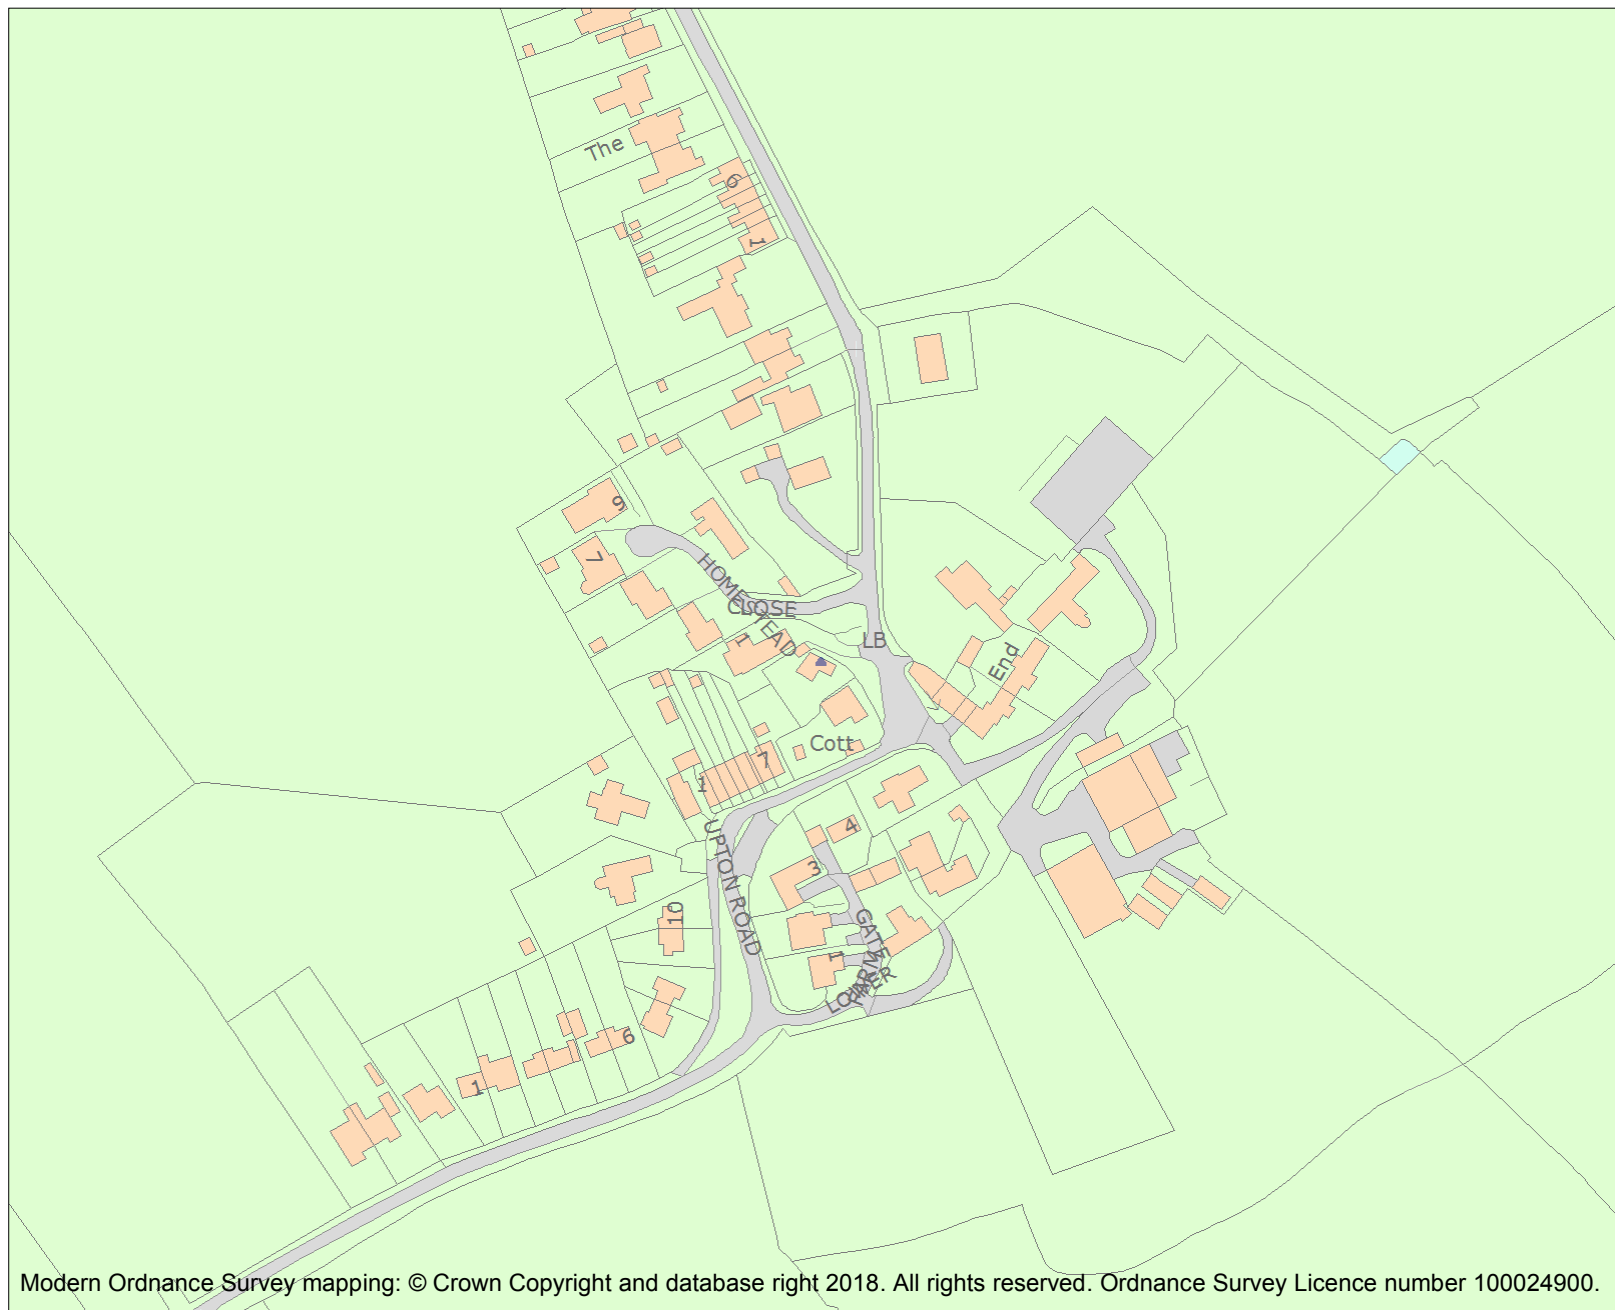 The
6
1
9
7
HOMESTEAD
CLOSE
1
LB
End
Cott
7
1
UPTON ROAD
4
3
10
GATE
FARM
LOWER
1
6
1
Modern Ordnance Survey mapping: © Crown Copyright and database right 2018. All rights reserved. Ordnance Survey Licence number 100024900.